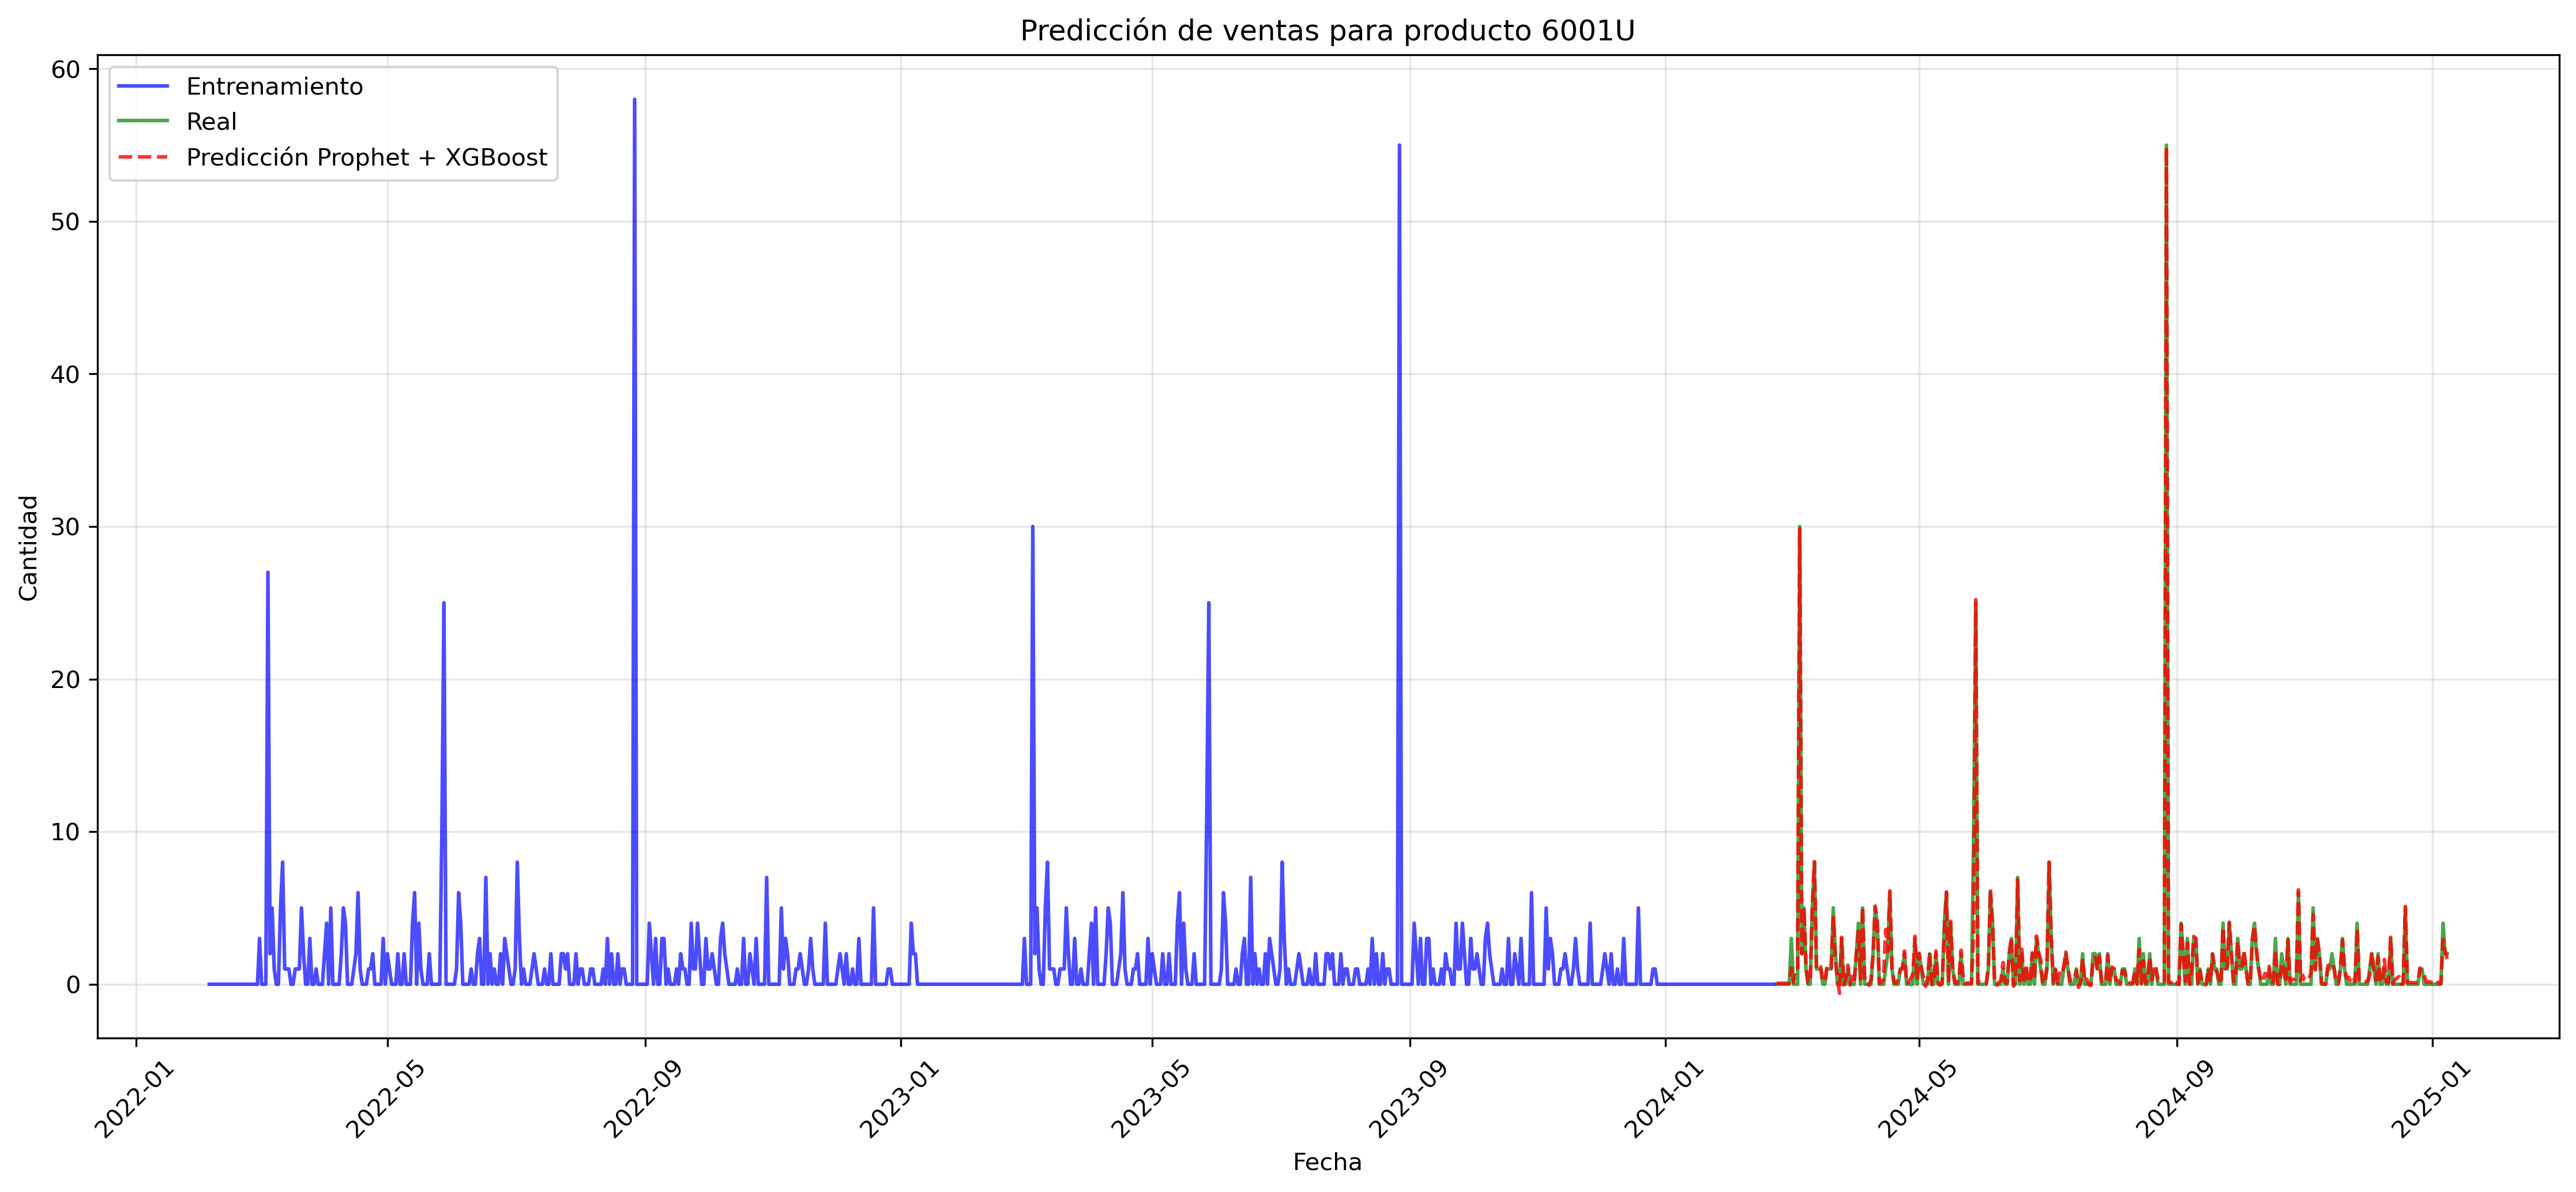 Predicción de ventas para producto 6001U
Entrenamiento
Real
Predicción Prophet + XGBoost
60
50
40
30
20
10
0
Cantidad
2022-01
2022-05
2022-09
2023-01
2023-05
2023-09
2024-01
2024-05
2024-09
2025-01
Fecha